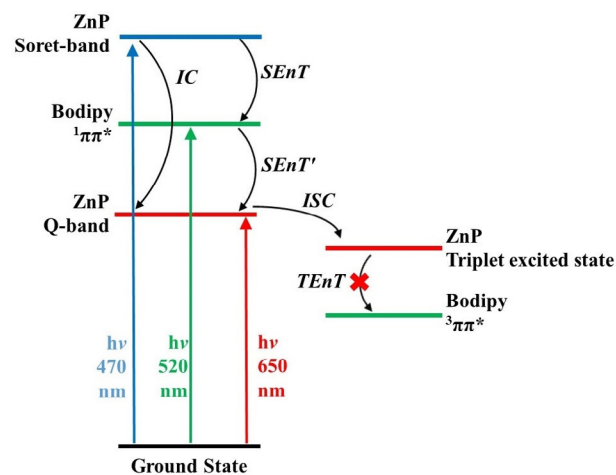 ZnP
Soret-band
IC
SEnT
Bodipy
¹ππ*
SEnT'
ZnP
Q-band
ISC
ZnP
Triplet excited state
TEnT
Bodipy
³ππ*
hν
470
nm
hν
520
nm
hν
650
nm
Ground State